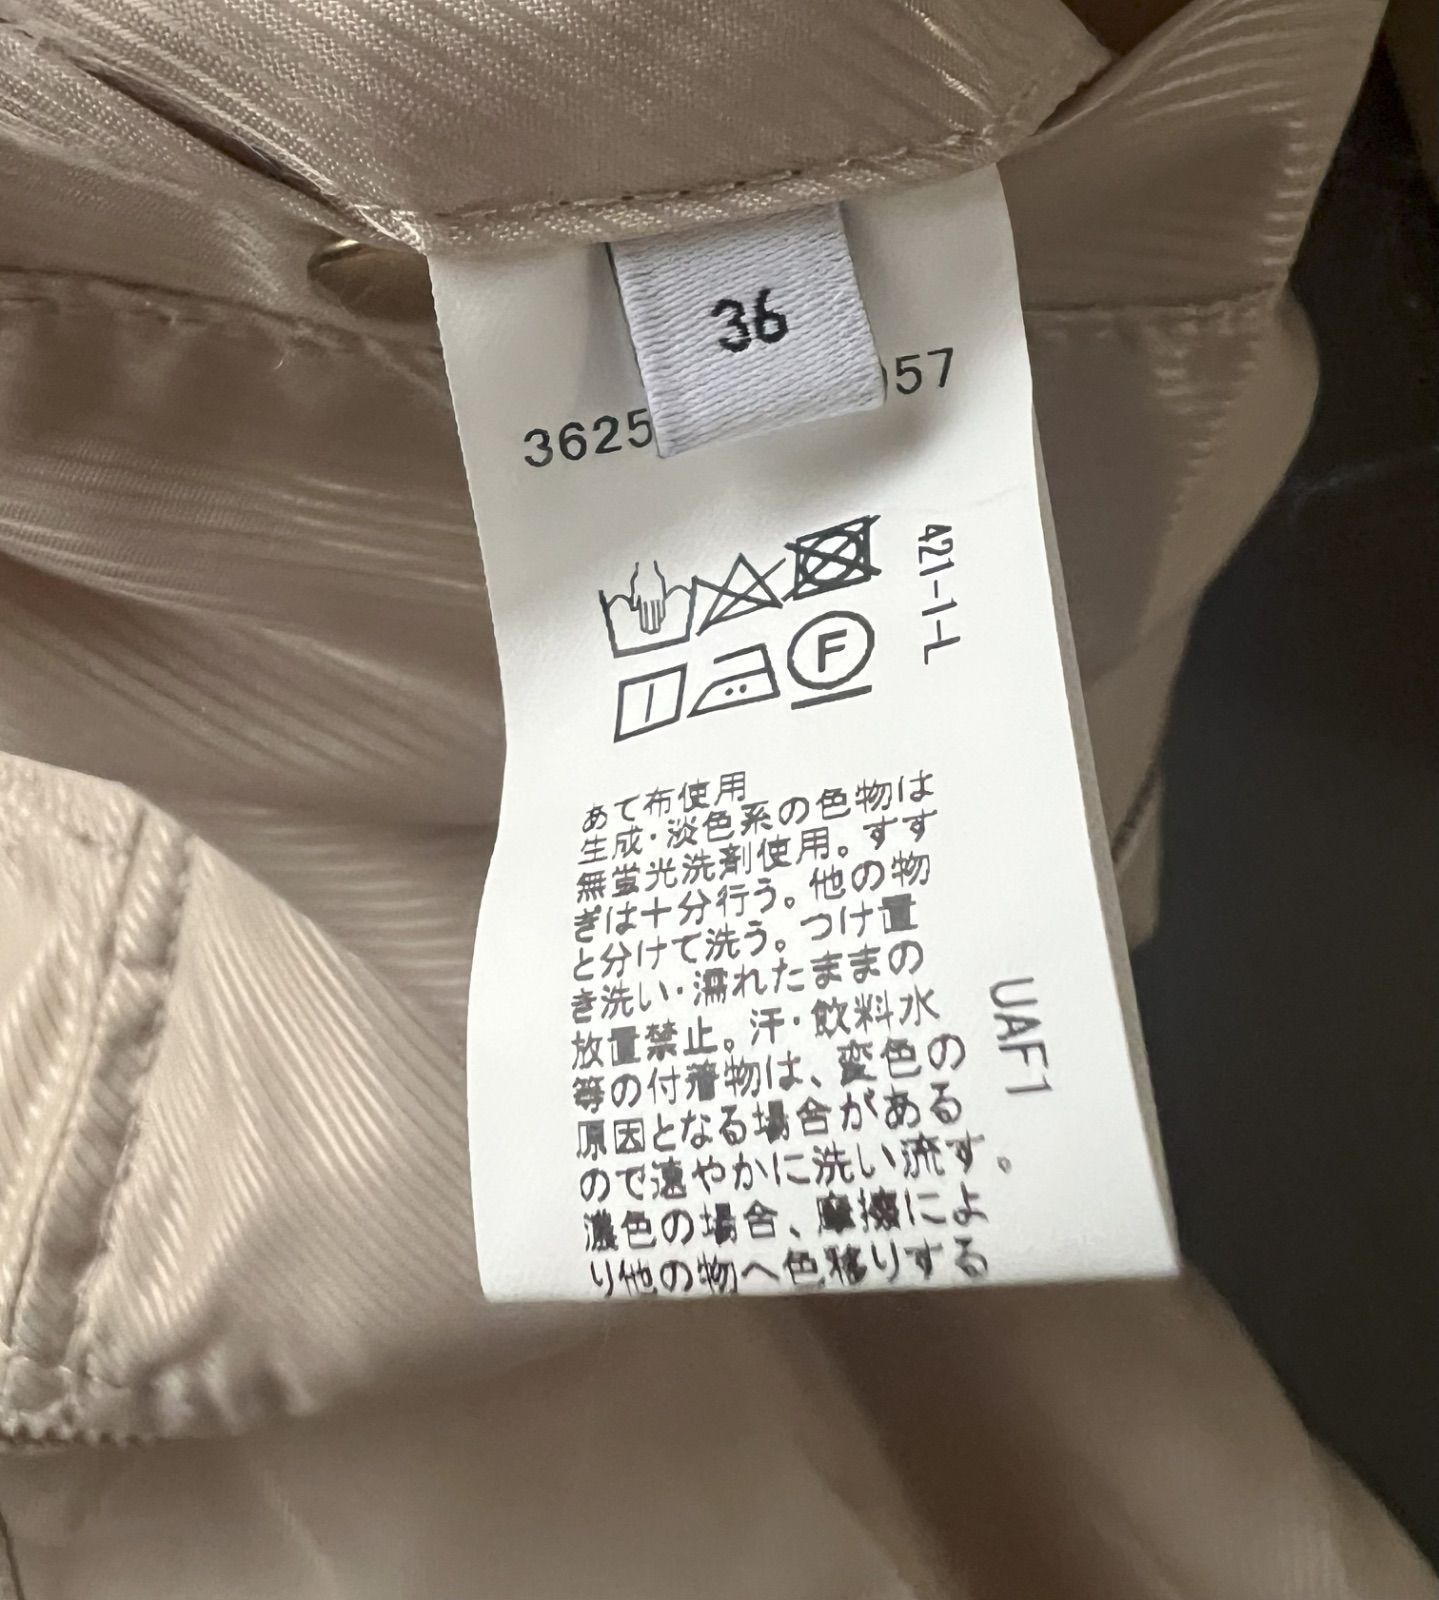 36
3625
57
421-1-L
F
あて布使用
生成・淡色系の色物は
無蛍光洗剤使用。すす
ぎは十分行う。他の物
と分けて洗う。つけ置
き洗い・濡れたままの
放置禁止。汗・飲料水
等の付着物は、変色の
原因となる場合がある
ので速やかに洗い流す。
濃色の場合、摩擦によ
り他の物へ色移りする
UAF1